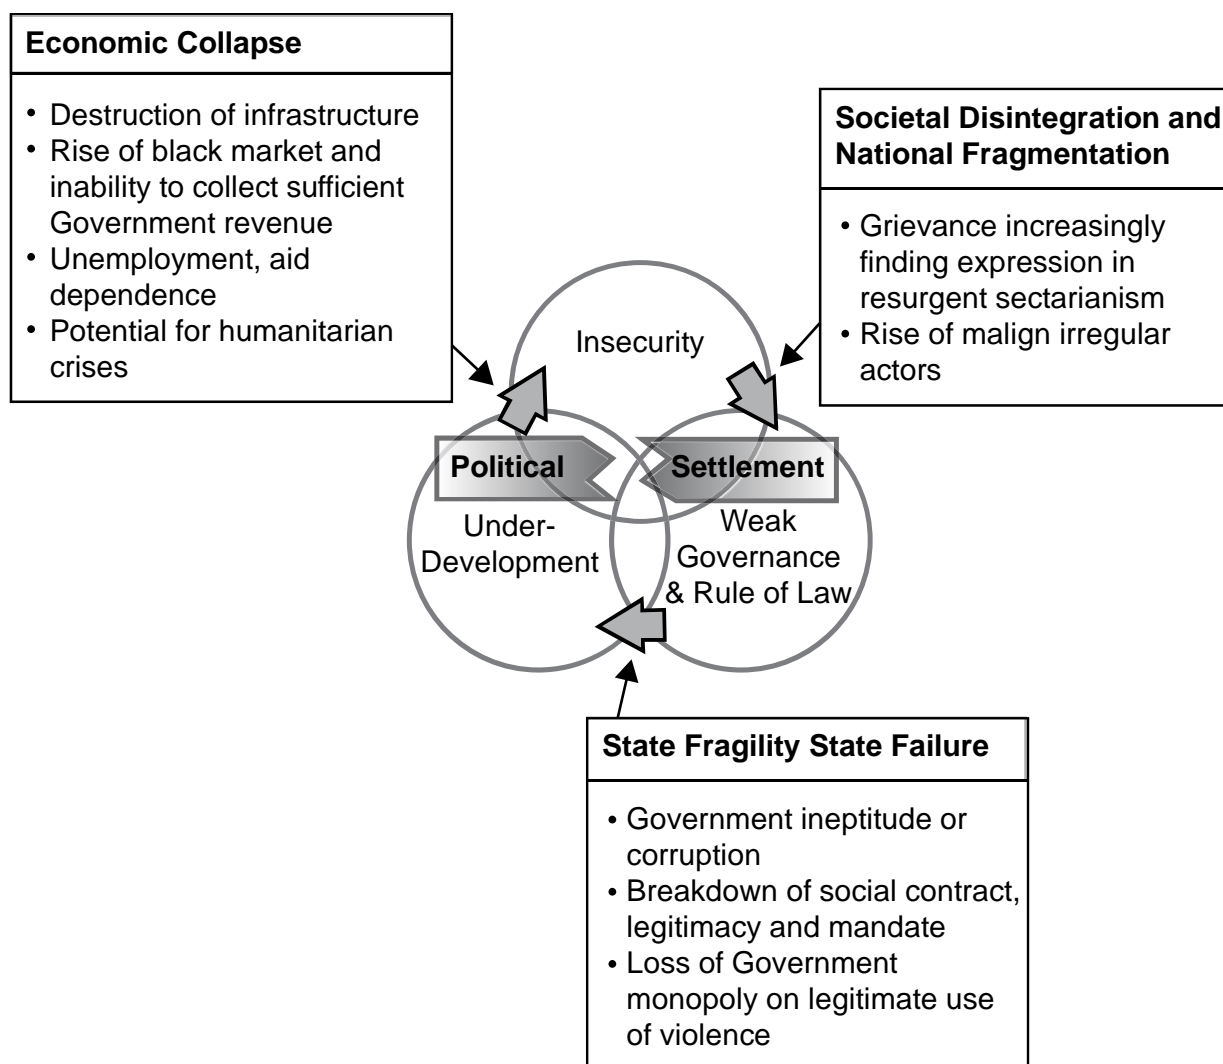 Economic Collapse
• Destruction of infrastructure
• Rise of black market and
inability to collect sufficient
Government revenue
• Unemployment, aid
dependence
• Potential for humanitarian
crises
Societal Disintegration and
National Fragmentation
• Grievance increasingly
finding expression in
resurgent sectarianism
• Rise of malign irregular
actors
Insecurity
Political
Settlement
Under-
Development
Weak
Governance
& Rule of Law
State Fragility State Failure
• Government ineptitude or
corruption
• Breakdown of social contract,
legitimacy and mandate
• Loss of Government
monopoly on legitimate use
of violence